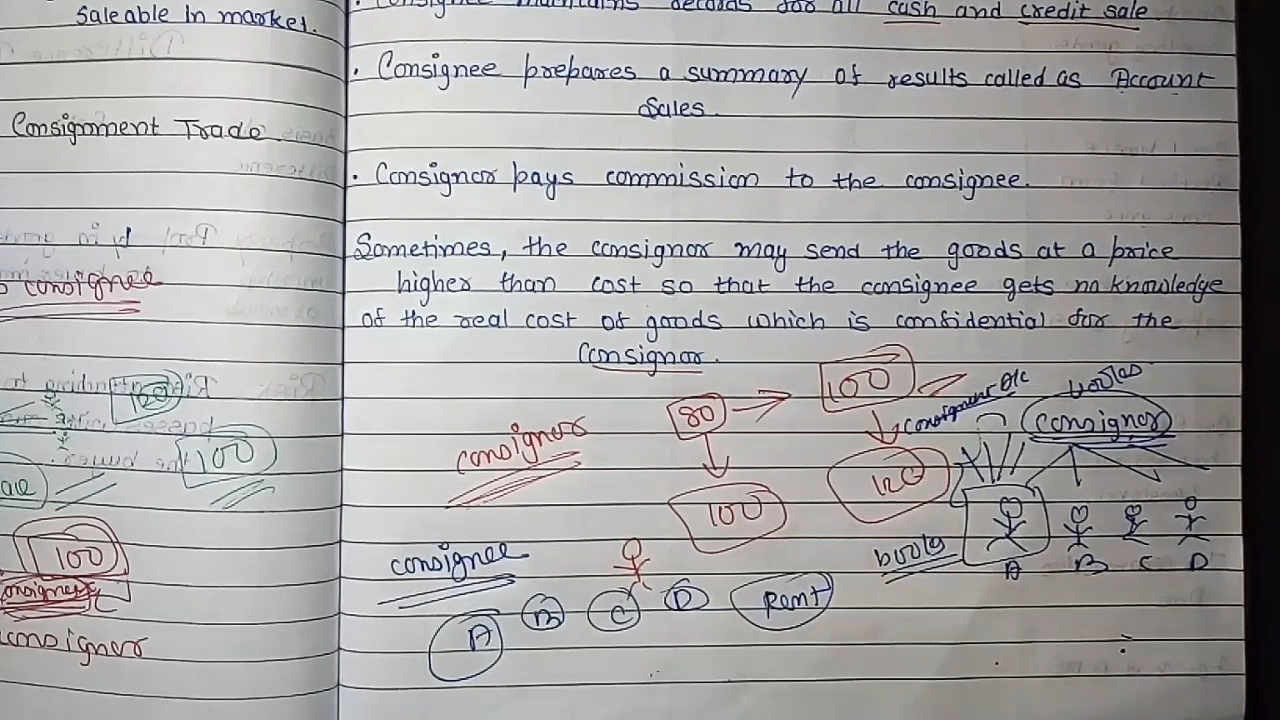 Saleable in market.
Consignment Trade
consignee
100
100
100
consignor
cash and credit sale
. Consignee prepares a summary of results called as Account
Sales.
. Consignor pays commission to the consignee.
Sometimes, the consignor may send the goods at a price
higher than cost so that the consignee gets no knowledge
of the real cost of goods which is confidential for the
Consignor.
80 100
consignor
consignor
100
120
consignee
books
A B C D
A B C D